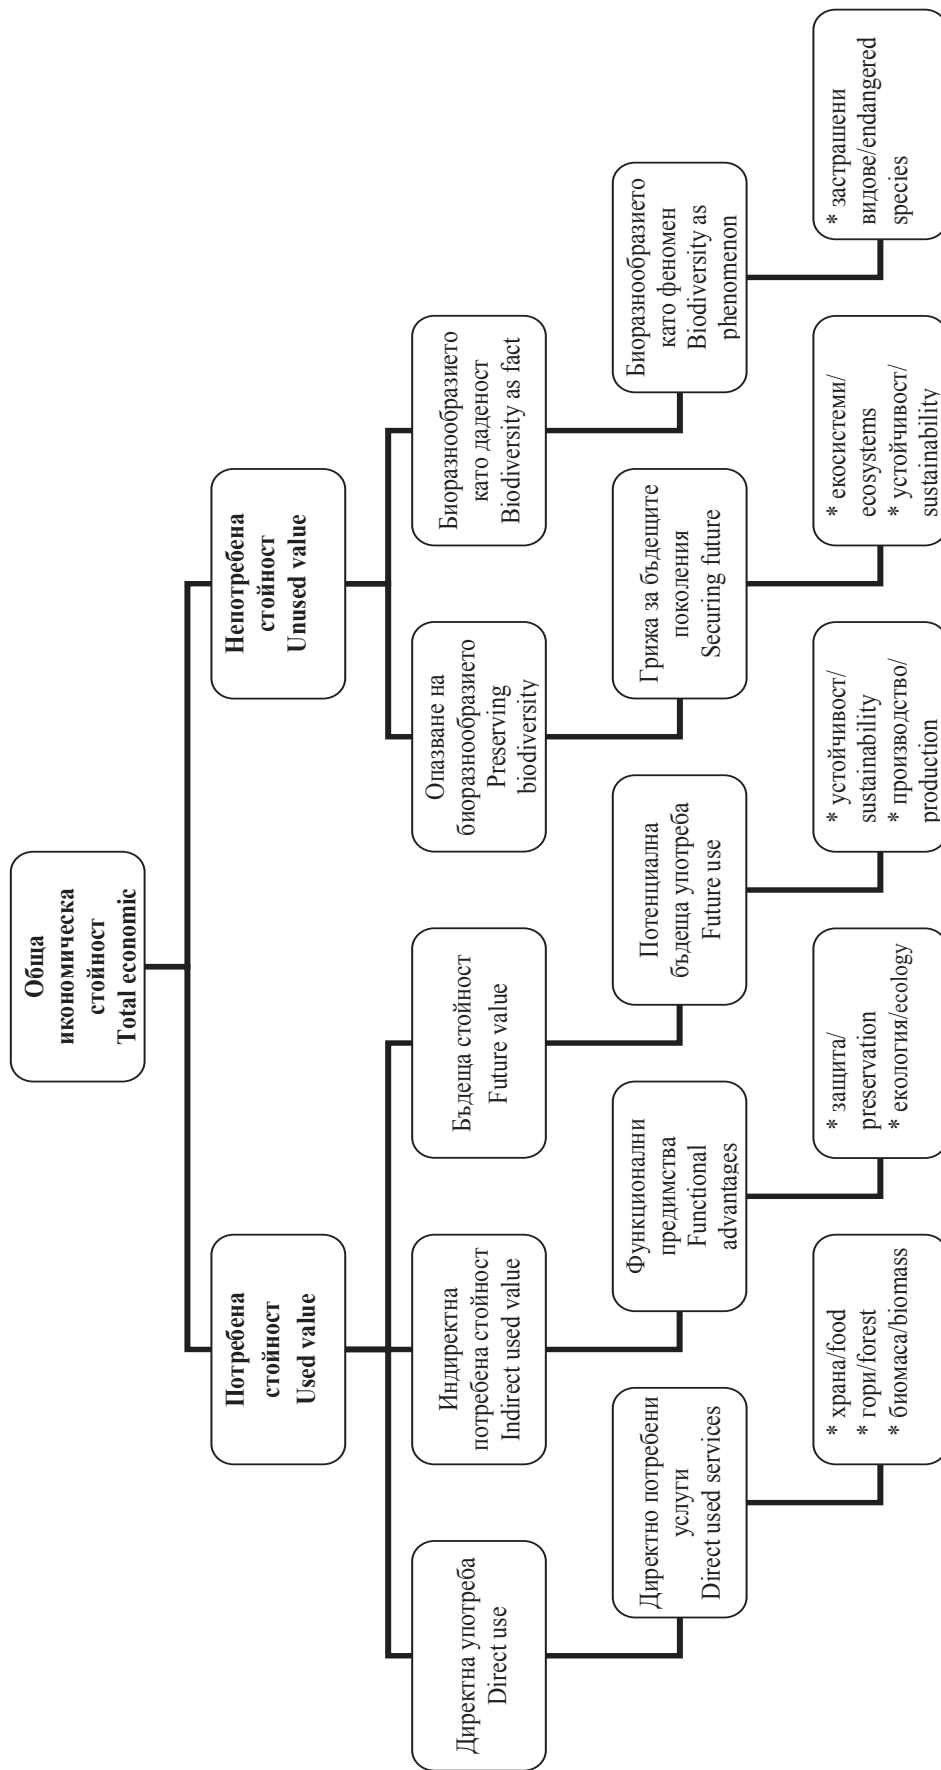 Обща
икономическа
стойност
Total economic
Потребена
стойност
Used value
Непотребена
стойност
Unused value
Директна употреба
Direct use
Индиректна
потребена стойност
Indirect used value
Бъдеща стойност
Future value
Опазване на
биоразнообразието
Preserving
biodiversity
Биоразнообразието
като даденост
Biodiversity as fact
Директно потребени
услуги
Direct used services
Функционални
предимства
Functional
advantages
Потенциална
бъдеща употреба
Future use
Грижа за бъдещите
поколения
Securing future
Биоразнообразието
като феномен
Biodiversity as
phenomenon
* храна/food
* гори/forest
* биомаса/biomass
* защита/
preservation
* екология/ecology
* устойчивост/
sustainability
* производство/
production
* екосистеми/
ecosystems
* устойчивост/
sustainability
* застрашени
видове/endangered
species